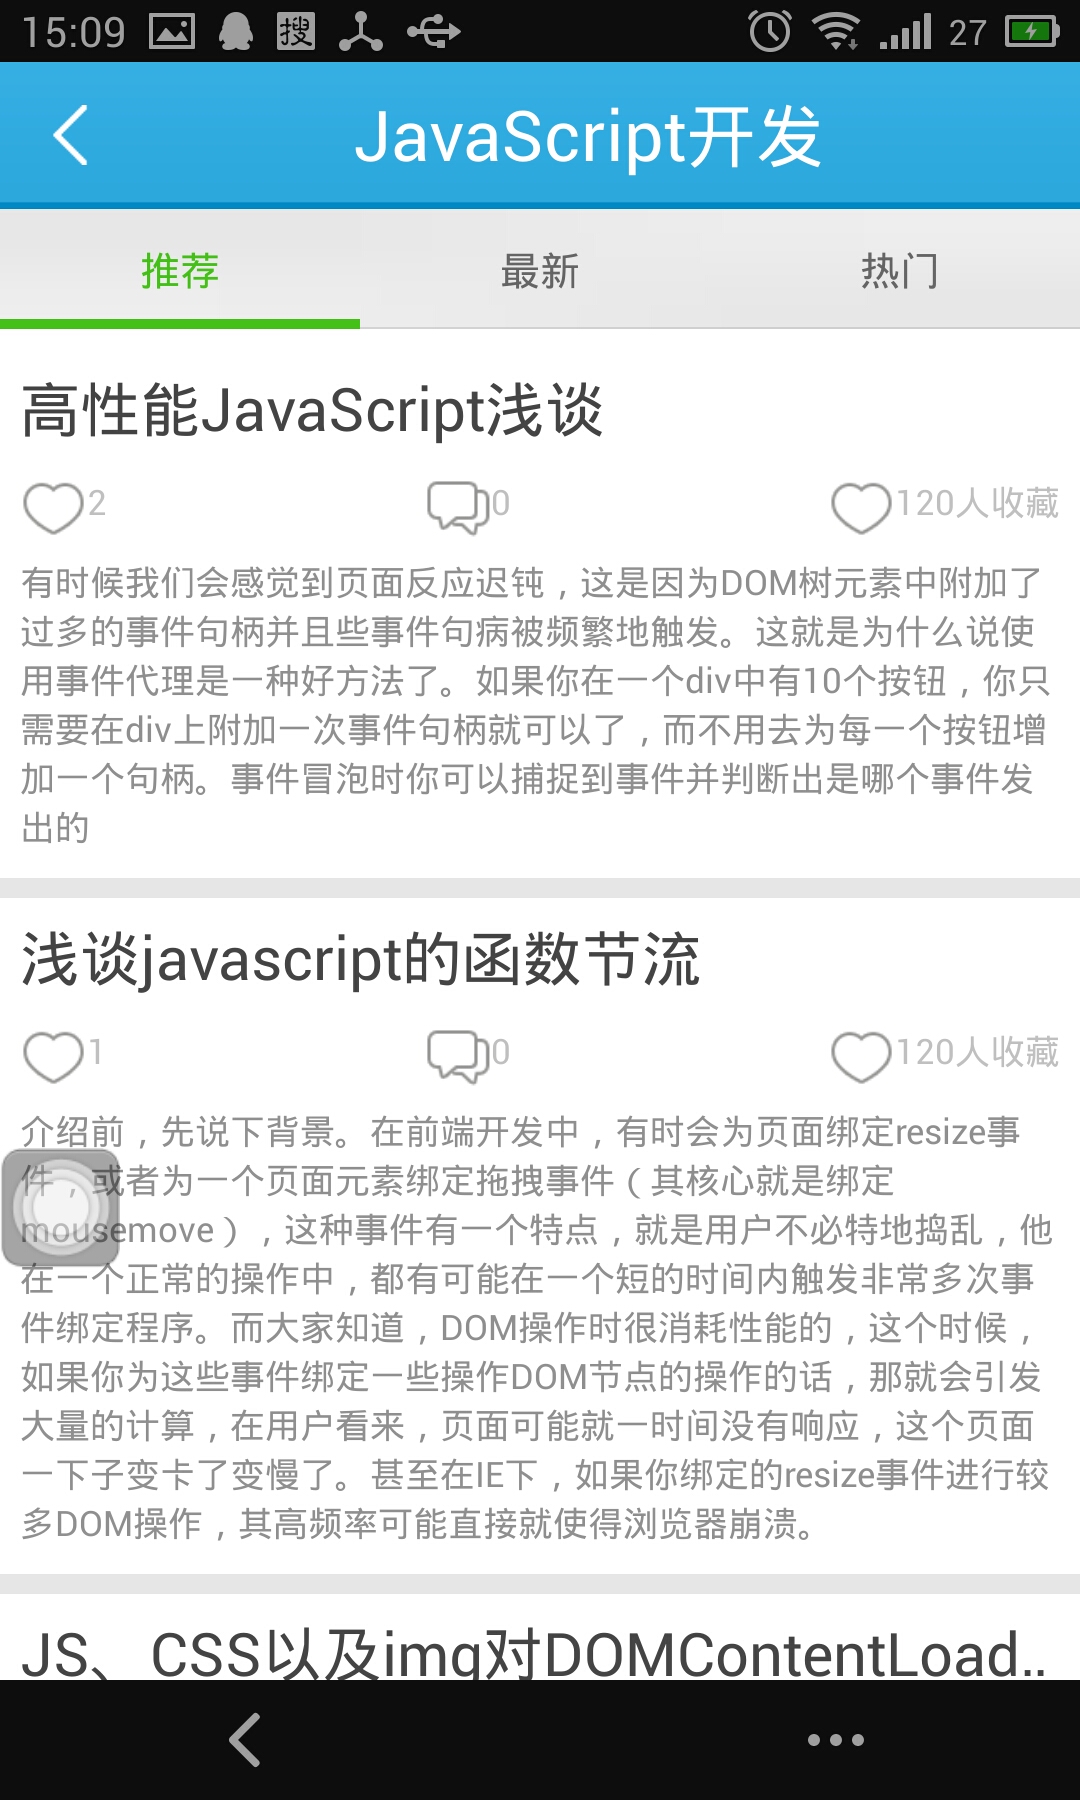 15:09 搜 27
JavaScript开发
推荐 最新 热门
高性能JavaScript浅谈
2 0 120人收藏
有时候我们会感觉到页面反应迟钝，这是因为DOM树元素中附加了
过多的事件句柄并且些事件句病被频繁地触发。这就是为什么说使
用事件代理是一种好方法了。如果你在一个div中有10个按钮，你只
需要在div上附加一次事件句柄就可以了，而不用去为每一个按钮增
加一个句柄。事件冒泡时你可以捕捉到事件并判断出是哪个事件发
出的
浅谈javascript的函数节流
1 0 120人收藏
介绍前，先说下背景。在前端开发中，有时会为页面绑定resize事
件，或者为一个页面元素绑定拖拽事件（其核心就是绑定
mousemove），这种事件有一个特点，就是用户不必特地捣乱，他
在一个正常的操作中，都有可能在一个短的时间内触发非常多次事
件绑定程序。而大家知道，DOM操作时很消耗性能的，这个时候，
如果你为这些事件绑定一些操作DOM节点的操作的话，那就会引发
大量的计算，在用户看来，页面可能就一时间没有响应，这个页面
一下子变卡了变慢了。甚至在IE下，如果你绑定的resize事件进行较
多DOM操作，其高频率可能直接就使得浏览器崩溃。
JS、CSS以及img对DOMContentLoad..